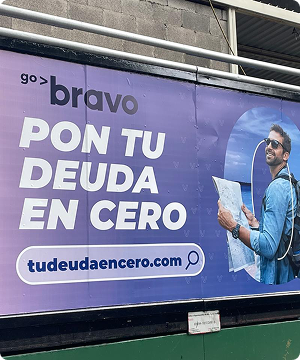 go>
bravo
PON TU
DEUDA
EN CERO
tudeudaencero.com